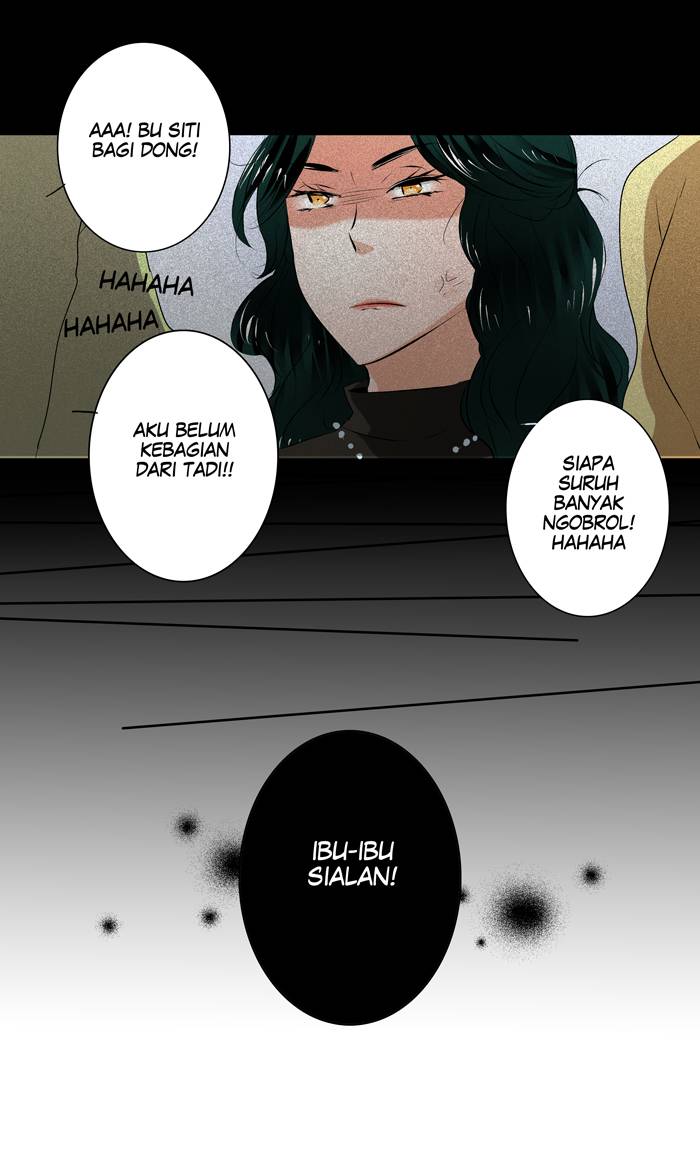 AAA! BU SITI
BAGI DONG!
HAHAHA
HAHAHA
AKU BELUM
KEBAGIAN
DARI TADI!!
SIAPA
SURUH
BANYAK
NGOBROL!
HAHAHA
IBU-IBU
SIALAN!